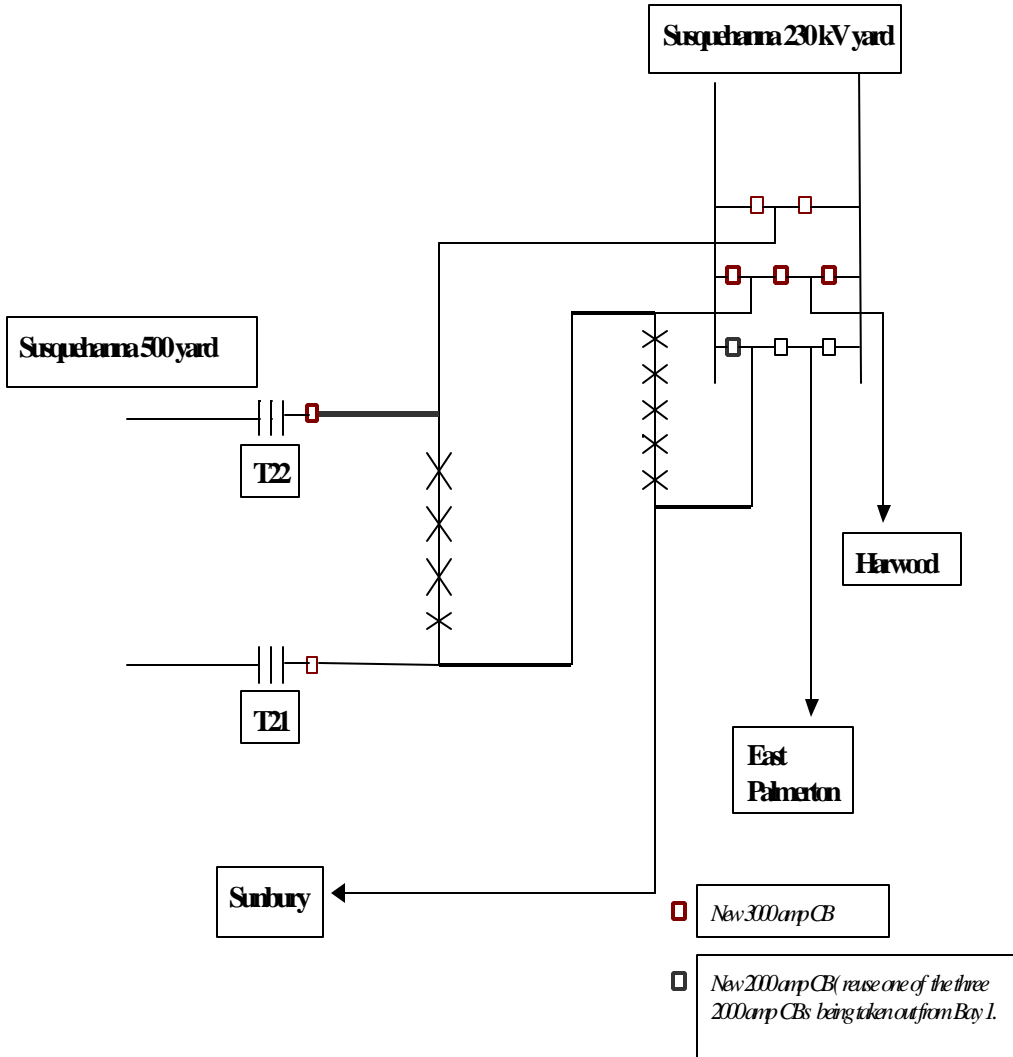 Susquehanna 230 kV yard
Susquehanna 500 yard
T22
Harwood
T21
East
Palmerton
Sunbury
New 3000 amp CB
New 2000 amp CB ( reuse one of the three
2000 amp CBs being taken out from Bay 1.